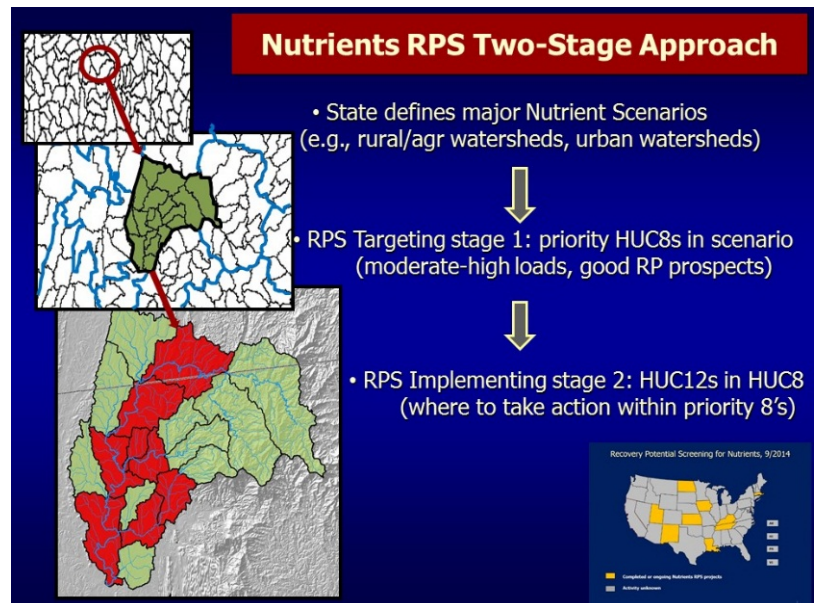 Nutrients RPS Two-Stage Approach
• State defines major Nutrient Scenarios
(e.g., rural/agr watersheds, urban watersheds)
• RPS Targeting stage 1: priority HUC8s in scenario
(moderate-high loads, good RP prospects)
• RPS Implementing stage 2: HUC12s in HUC8
(where to take action within priority 8's)
Recovery Potential Screening for Nutrients, 9/2014
Completed or ongoing Nutrients RPS projects
Activity unknown